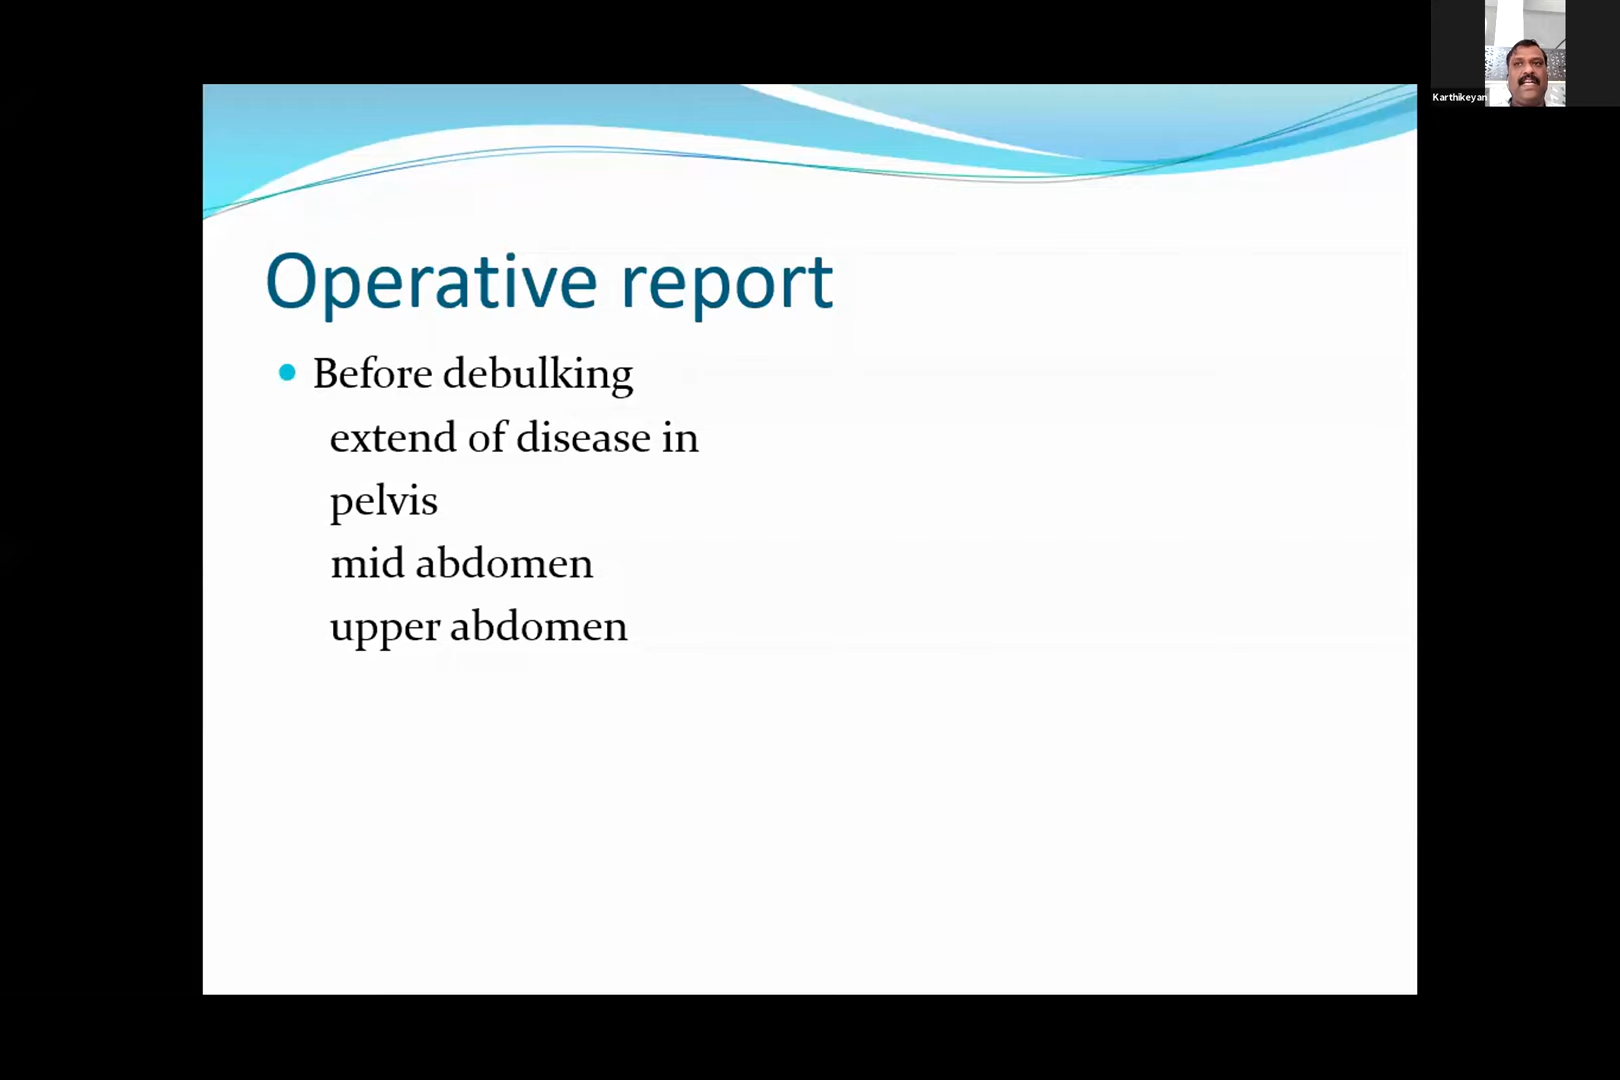 Karthikeyan
Operative report
Before debulking
extend of disease in
pelvis
mid abdomen
upper abdomen